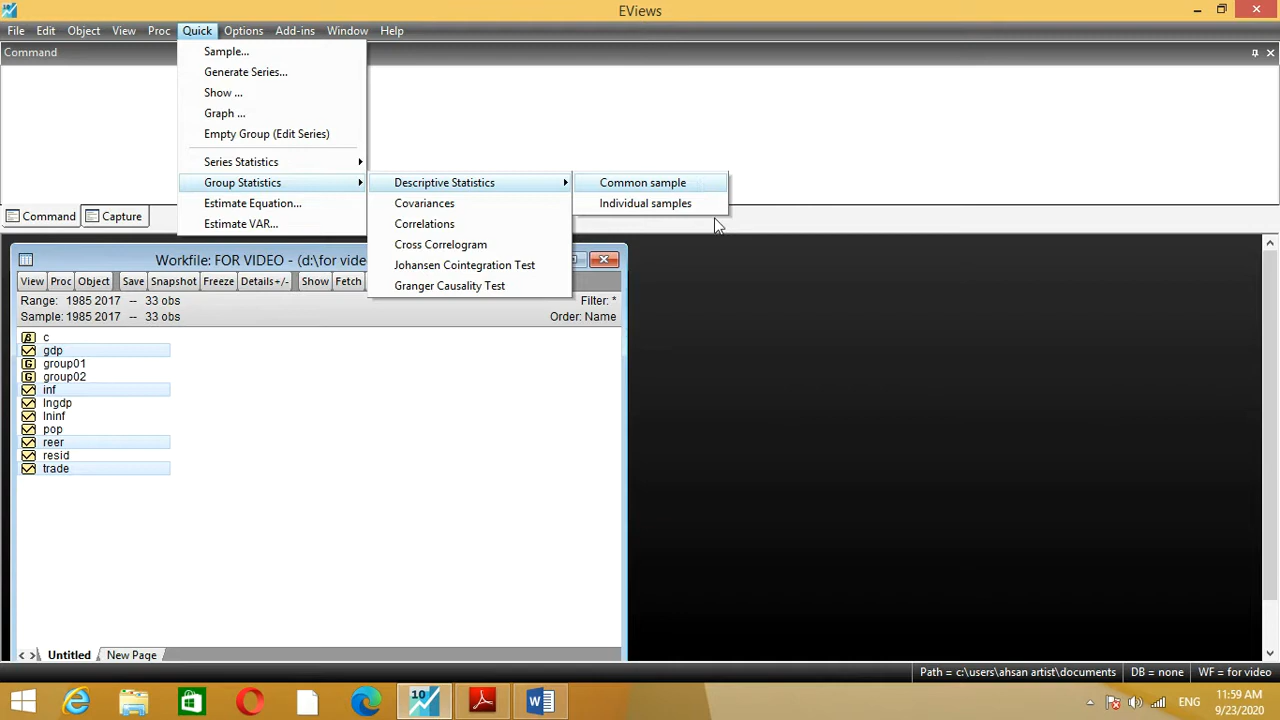 10
EViews
File Edit Object View Proc Quick Options Add-ins Window Help
Command
Sample...
Generate Series...
Show ...
Graph ...
Empty Group (Edit Series)
Series Statistics
Group Statistics
Estimate Equation...
Estimate VAR...
Descriptive Statistics
Covariances
Correlations
Cross Correlogram
Johansen Cointegration Test
Granger Causality Test
Common sample
Individual samples
Command Capture
Workfile: FOR VIDEO - (d:\for vide
View Proc Object Save Snapshot Freeze Details+/- Show Fetch
Range: 1985 2017 -- 33 obs Filter: *
Sample: 1985 2017 -- 33 obs Order: Name
β c
gdp
G group01
G group02
inf
lngdp
lninf
pop
reer
resid
trade
< > Untitled New Page
Path = c:\users\ahsan artist\documents DB = none WF = for video
10 ENG 11:59 AM
9/23/2020